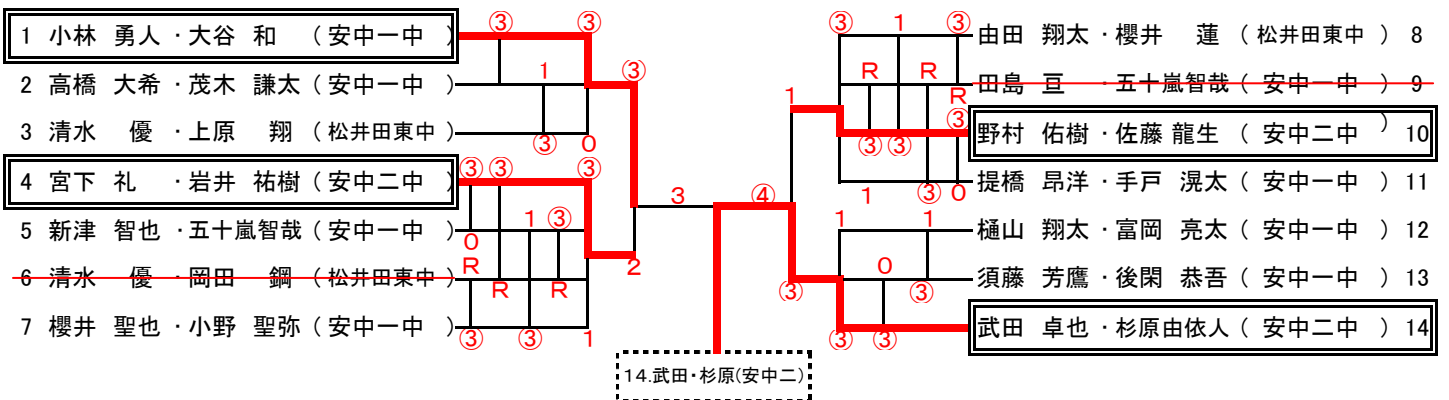 1 小林 勇人 ・大谷 和 ( 安中一中 )
2 高橋 大希 ・茂木 謙太 ( 安中一中 )
3 清水 優 ・上原 翔 ( 松井田東中 )
4 宮下 礼 ・岩井 祐樹 ( 安中二中 )
5 新津 智也 ・五十嵐智哉 ( 安中一中 )
6 清水 優 ・岡田 鋼 ( 松井田東中 )
7 櫻井 聖也 ・小野 聖弥 ( 安中一中 )
③ ③
1 ③
③ 0
③ ③ ③
1 ③
0
R R R 2
③ ③ 1
3 ④
14.武田・杉原(安中二)
③ 1 ③
R R
1 R
③
③ ③
1 ③ 0
1 1
0
③ ③
③ ③
由田 翔太 ・櫻井 蓮 ( 松井田東中 ) 8
田島 亘 ・五十嵐智哉 ( 安中一中 ) 9
野村 佑樹 ・佐藤 龍生 ( 安中二中 ) 10
提橋 昂洋 ・手戸 滉太 ( 安中一中 ) 11
樋山 翔太 ・富岡 亮太 ( 安中一中 ) 12
須藤 芳鷹 ・後閑 恭吾 ( 安中一中 ) 13
武田 卓也 ・杉原由依人 ( 安中二中 ) 14